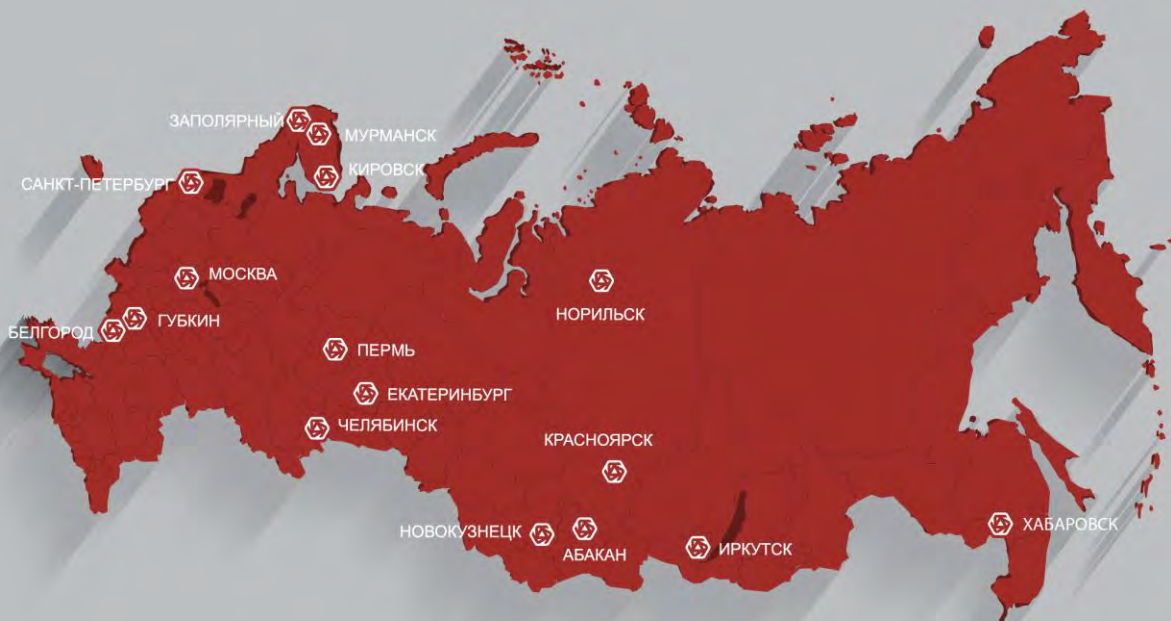 ЗАПОЛЯРНЫЙ
МУРМАНСК
КИРОВСК
САНКТ-ПЕТЕРБУРГ
МОСКВА
НОРИЛЬСК
ГУБКИН
БЕЛГОРОД
ПЕРМЬ
ЕКАТЕРИНБУРГ
ЧЕЛЯБИНСК
КРАСНОЯРСК
НОВОКУЗНЕЦК
АБАКАН
ИРКУТСК
ХАБАРОВСК